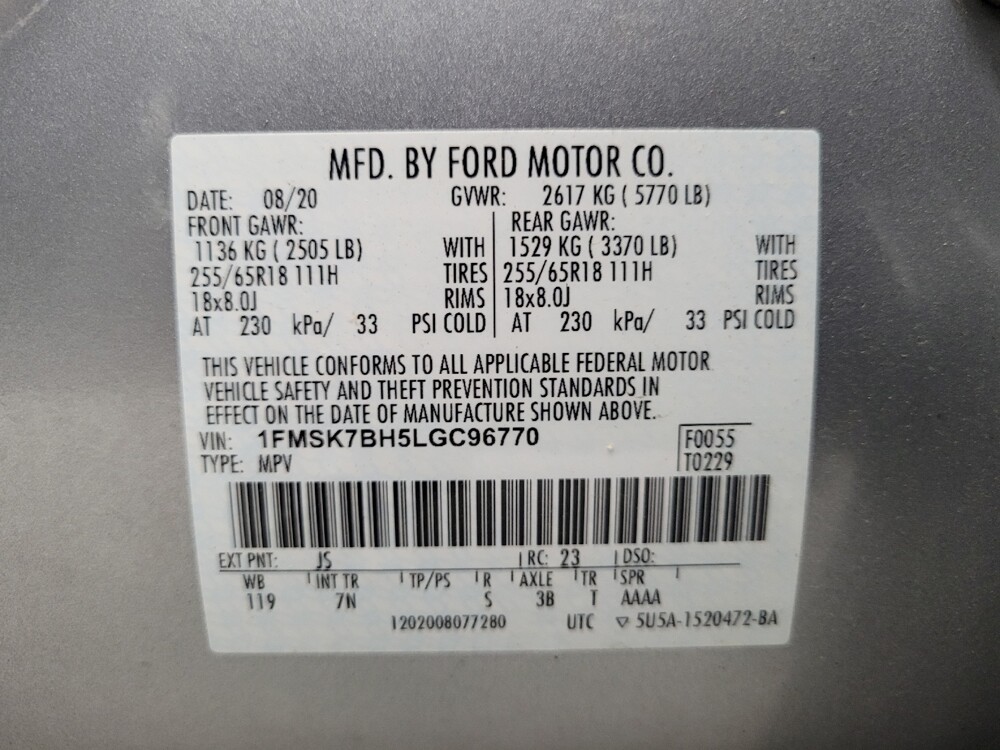 MFD. BY FORD MOTOR CO.
DATE: 08/20 GVWR: 2617 KG ( 5770 LB)
FRONT GAWR: REAR GAWR:
1136 KG ( 2505 LB) WITH 1529 KG ( 3370 LB) WITH
255/65R18 111H TIRES 255/65R18 111H TIRES
18x8.0J RIMS 18x8.0J RIMS
AT 230 kPa/ 33 PSI COLD AT 230 kPa/ 33 PSI COLD
THIS VEHICLE CONFORMS TO ALL APPLICABLE FEDERAL MOTOR
VEHICLE SAFETY AND THEFT PREVENTION STANDARDS IN
EFFECT ON THE DATE OF MANUFACTURE SHOWN ABOVE.
VIN: 1FMSK7BH5LGC96770 F0055
TYPE: MPV T0229
EXT PNT: JS RC: 23 DSO:
WB INT TR TP/PS R AXLE TR SPR
119 7N S 3B T AAAA
1202008077280 UTC ▽ 5U5A-1520472-BA